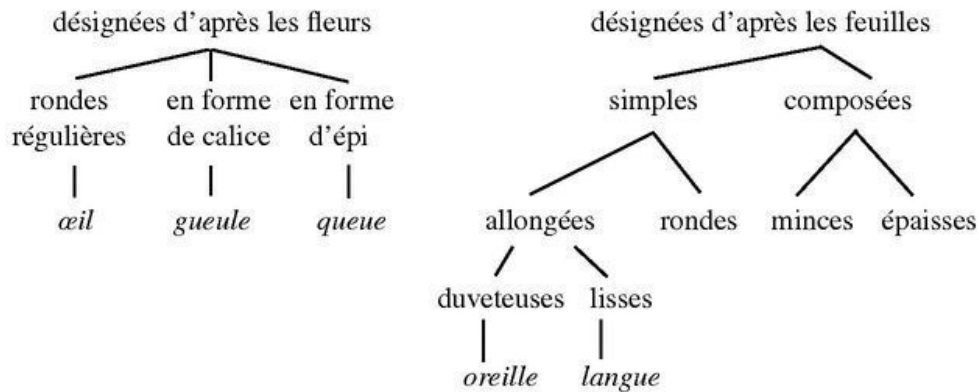 désignées d’après les fleurs
rondes régulières
en forme de calice
en forme d’épi
œil
gueule
queue
désignées d’après les feuilles
simples
composées
allongées
rondes
minces
épaisses
duveteuses
lisses
oreille
langue